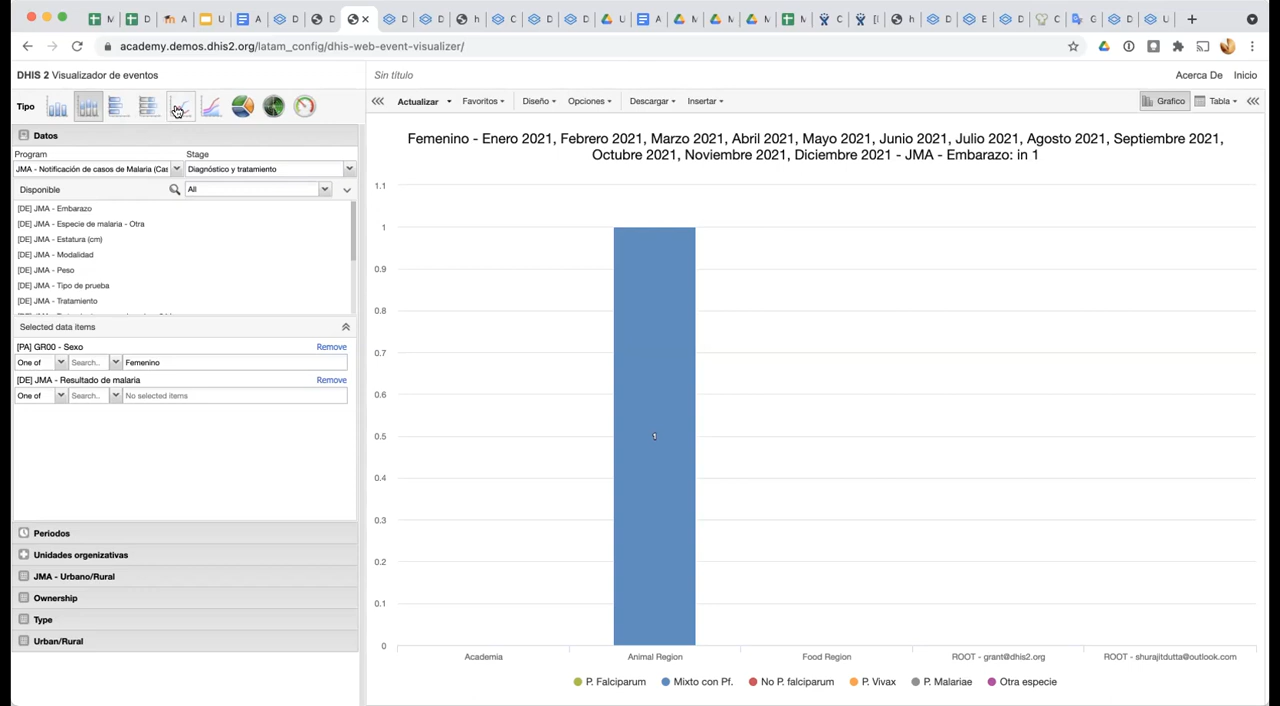 M
D
A
U
A
D
D
D
D
h
C
D
D
U
A
M
M
M
M
C
[
h
D
E
D
C
G
D
U
academy.demos.dhis2.org/latam_config/dhis-web-event-visualizer/
DHIS 2 Visualizador de eventos
Sin título
Acerca De
Inicio
Tipo
Actualizar
Favoritos
Diseño
Opciones
Descargar
Insertar
Grafico
Tabla
Datos
Program
Stage
JMA - Notificación de casos de Malaria (Cas
Diagnóstico y tratamiento
Disponible
All
[DE] JMA - Embarazo
[DE] JMA - Especie de malaria - Otra
[DE] JMA - Estatura (cm)
[DE] JMA - Modalidad
[DE] JMA - Peso
[DE] JMA - Tipo de prueba
[DE] JMA - Tratamiento
Selected data items
[PA] GR00 - Sexo
Remove
One of
Search..
Femenino
[DE] JMA - Resultado de malaria
Remove
One of
Search..
No selected items
Periodos
Unidades organizativas
JMA - Urbano/Rural
Ownership
Type
Urban/Rural
Femenino - Enero 2021, Febrero 2021, Marzo 2021, Abril 2021, Mayo 2021, Junio 2021, Julio 2021, Agosto 2021, Septiembre 2021,
Octubre 2021, Noviembre 2021, Diciembre 2021 - JMA - Embarazo: in 1
1.1
1
0.9
0.8
0.7
0.6
0.5
0.4
0.3
0.2
0.1
0
1
Academia
Animal Region
Food Region
ROOT - grant@dhis2.org
ROOT - shurajitdutta@outlook.com
P. Falciparum
Mixto con Pf.
No P. falciparum
P. Vivax
P. Malariae
Otra especie